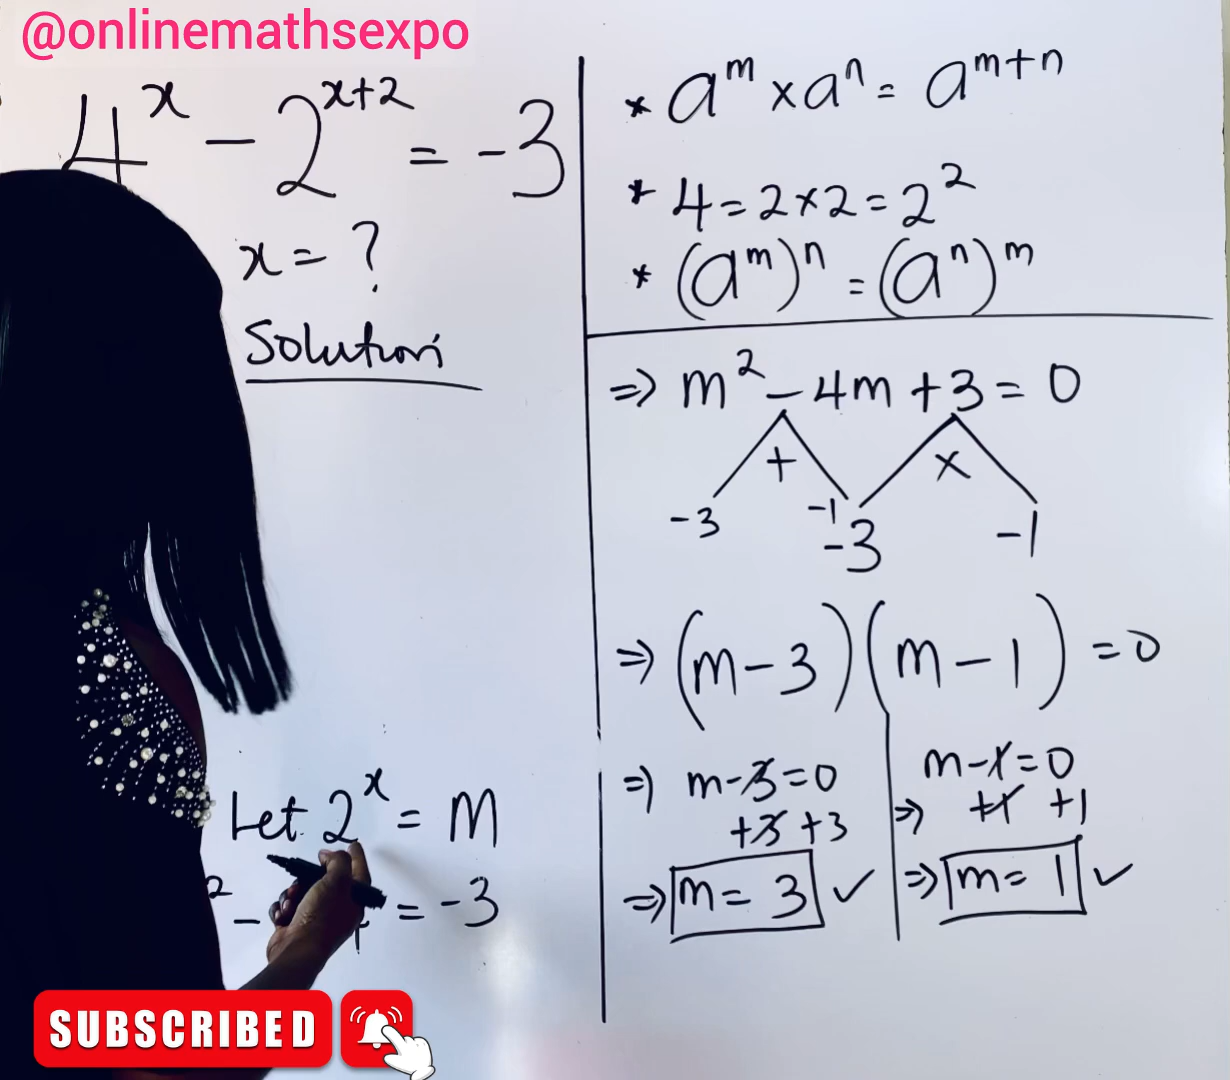 @onlinemathsexpo
4^x - 2^{x+2} = -3
x = ?
Solution
Let 2^x = M
= -3
* a^m × a^n = a^{m+n}
* 4 = 2×2 = 2^2
* (a^m)^n = (a^n)^m
⇒ m^2 - 4m + 3 = 0
+ ×
-3 -1 -3 -1
⇒ (m-3)(m-1) = 0
⇒ m-3=0
+3 +3
⇒ m = 3 ✓
m-1=0
⇒ +1 +1
⇒ m = 1 ✓
SUBSCRIBED